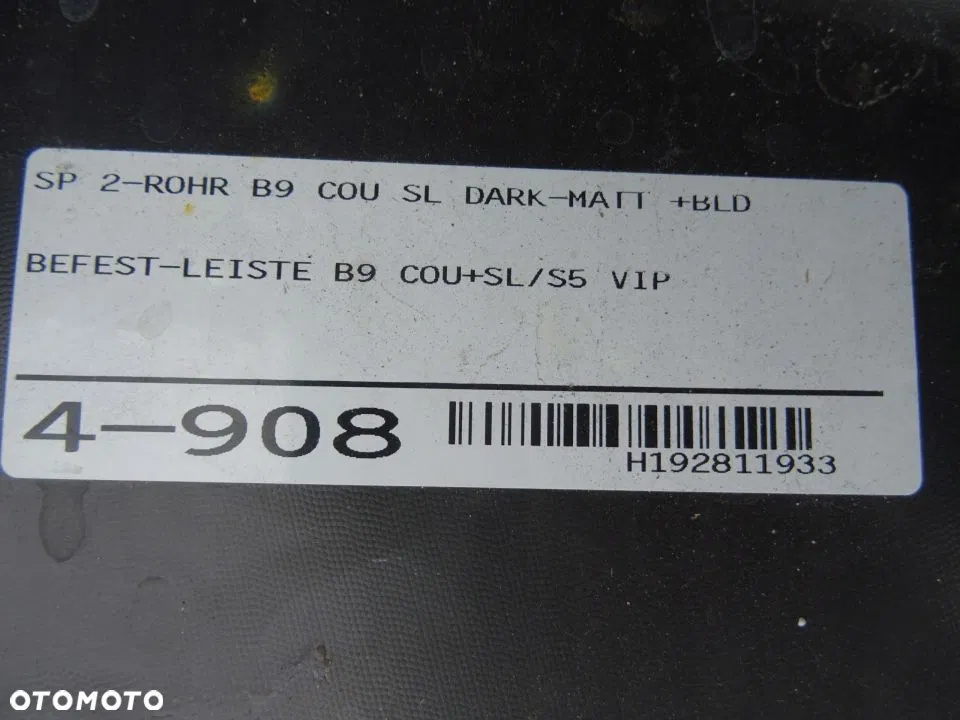 SP 2-ROHR B9 COU SL DARK-MATT +BLD
BEFEST-LEISTE B9 COU+SL/S5 VIP
4-908
H192811933
OTOMOTO